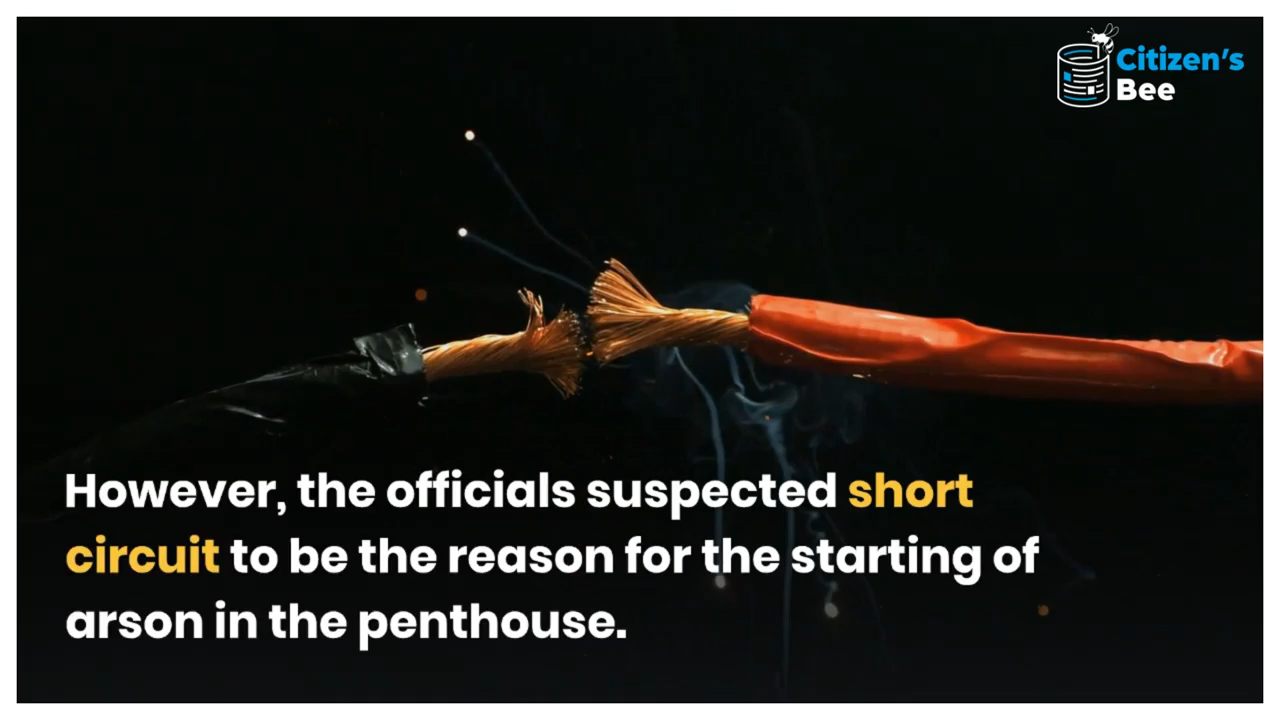 Citizen's
Bee
However, the officials suspected short
circuit to be the reason for the starting of
arson in the penthouse.